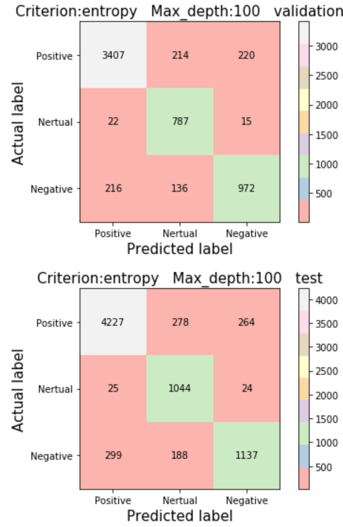 Criterion:entropy Max_depth:100 validation
Actual label
Positive 3407 214 220
Nertual 22 787 15
Negative 216 136 972
Positive Nertual Negative
Predicted label
3000
2500
2000
1500
1000
500
Criterion:entropy Max_depth:100 test
Actual label
Positive 4227 278 264
Nertual 25 1044 24
Negative 299 188 1137
Positive Nertual Negative
Predicted label
4000
3500
3000
2500
2000
1500
1000
500